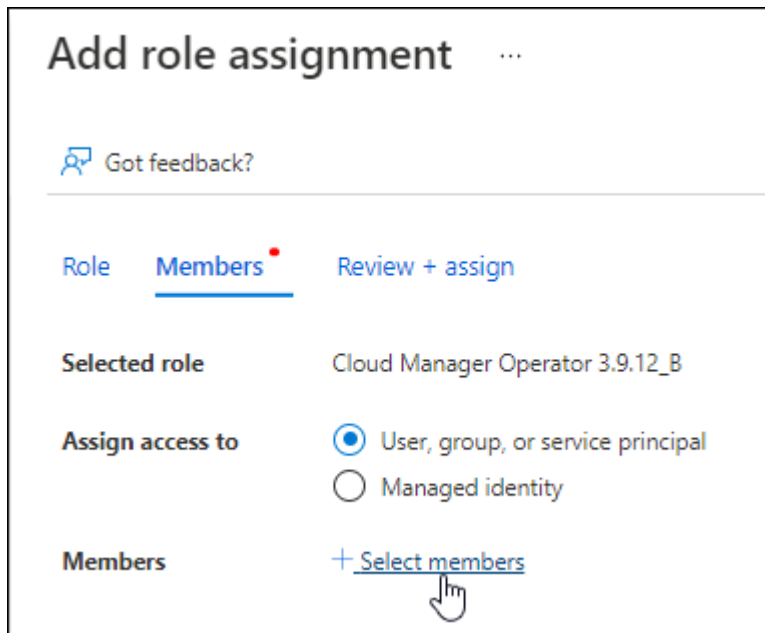 Add role assignment ...
Got feedback?
Role Members Review + assign
Selected role Cloud Manager Operator 3.9.12_B
Assign access to User, group, or service principal
Managed identity
Members + Select members